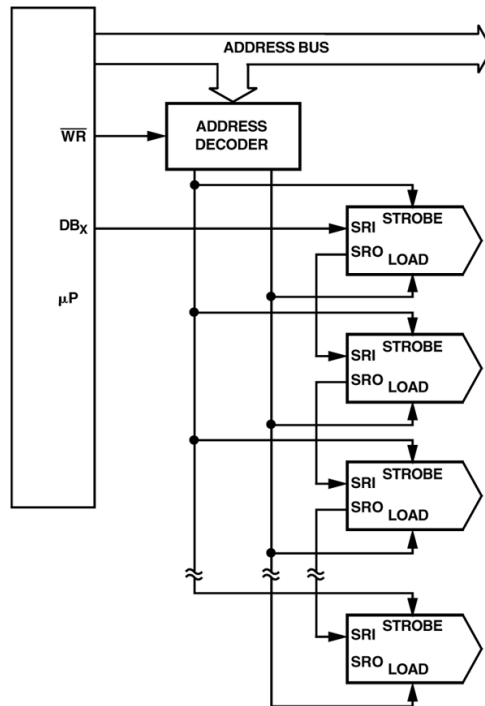 ADDRESS BUS
W̅R̅
ADDRESS
DECODER
DBX
µP
STROBE
SRI
SRO
LOAD
STROBE
SRI
SRO
LOAD
STROBE
SRI
SRO
LOAD
STROBE
SRI
SRO
LOAD